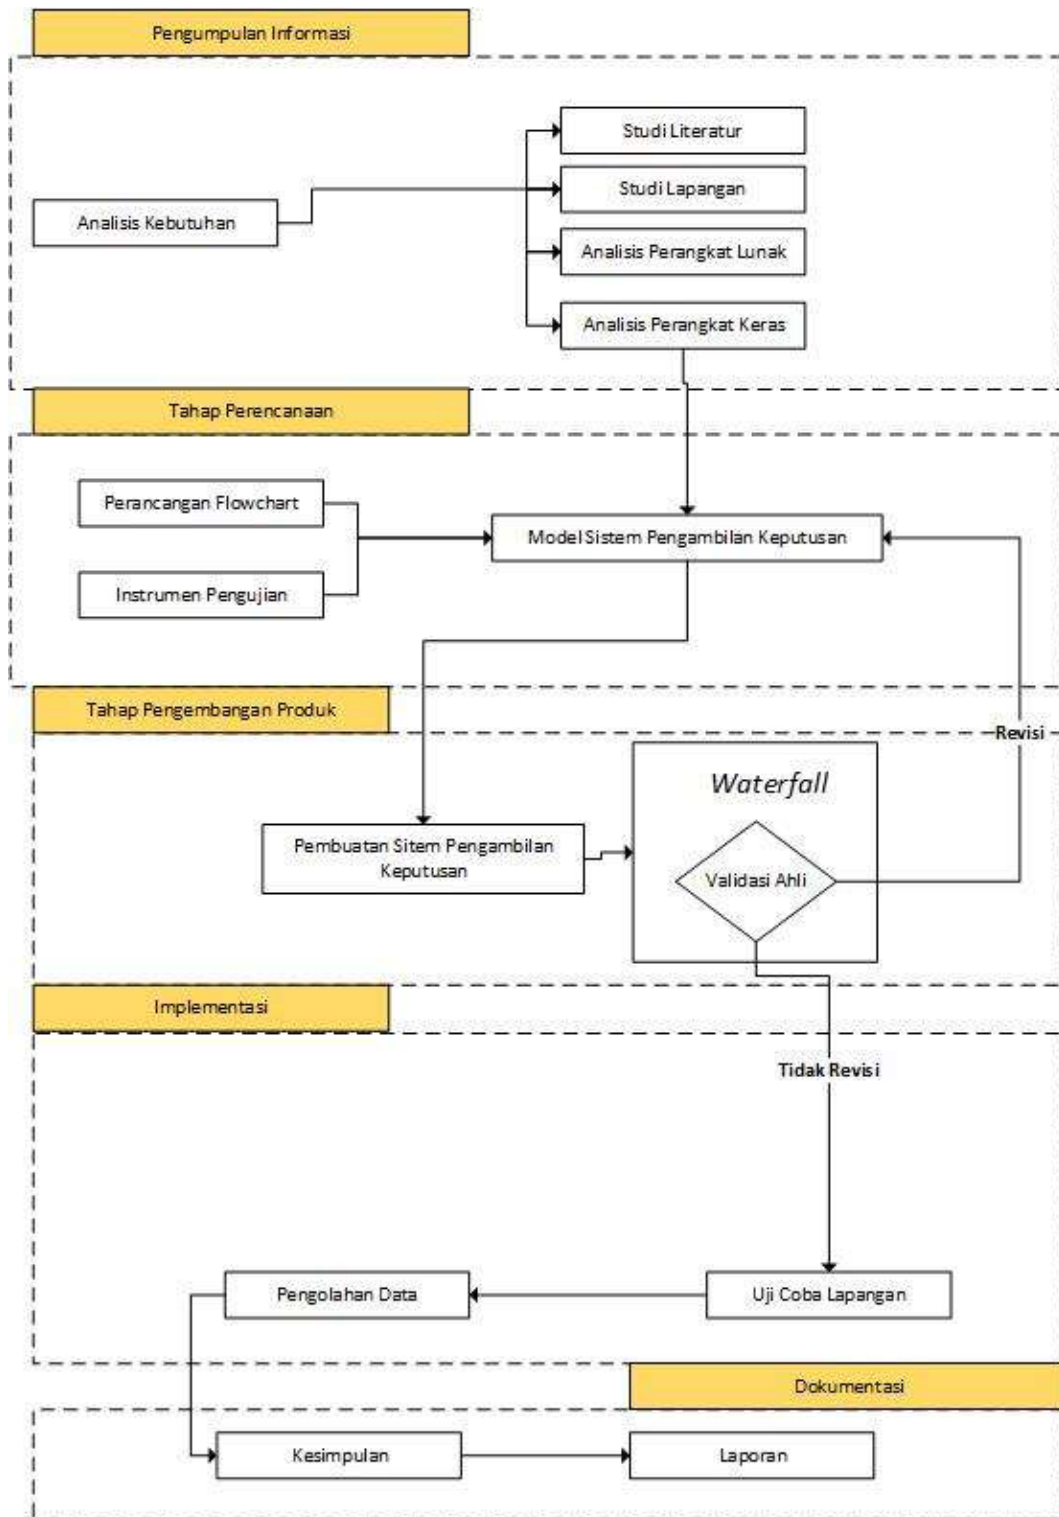 Pengumpulan Informasi
Studi Literatur
Studi Lapangan
Analisis Kebutuhan
Analisis Perangkat Lunak
Analisis Perangkat Keras
Tahap Perencanaan
Perancangan Flowchart
Model Sistem Pengambilan Keputusan
Instrumen Pengujian
Tahap Pengembangan Produk
Revisi
Waterfall
Pembuatan Sitem Pengambilan
Keputusan
Validasi Ahli
Implementasi
Tidak Revisi
Pengolahan Data
Uji Coba Lapangan
Dokumentasi
Kesimpulan
Laporan